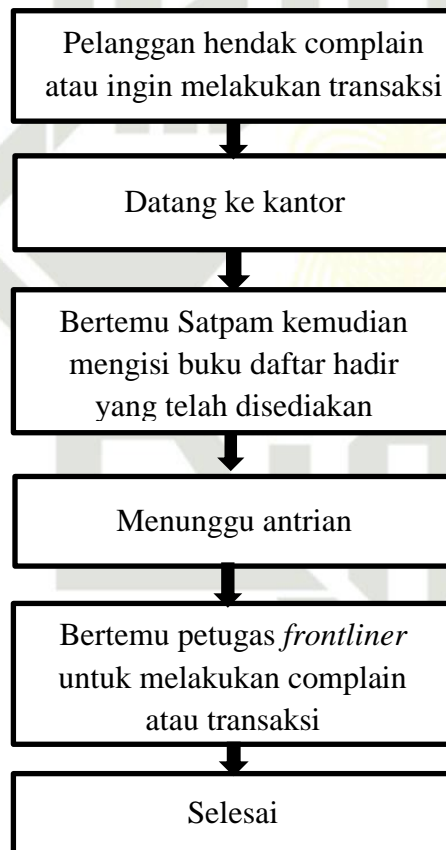 Pelanggan hendak complain
atau ingin melakukan transaksi
Datang ke kantor
Bertemu Satpam kemudian
mengisi buku daftar hadir
yang telah disediakan
Menunggu antrian
Bertemu petugas frontliner
untuk melakukan complain
atau transaksi
Selesai